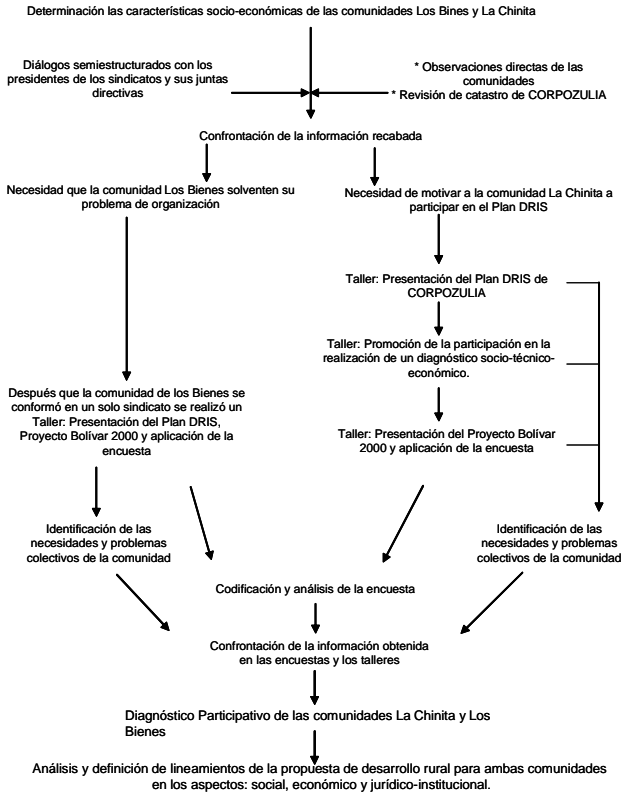 Determinación las características socio-económicas de las comunidades Los Bines y La Chinita
Diálogos semiestructurados con los
presidentes de los sindicatos y sus juntas
directivas
* Observaciones directas de las
comunidades
* Revisión de catastro de CORPOZULIA
Confrontación de la información recabada
Necesidad que la comunidad Los Bienes solventen su
problema de organización
Necesidad de motivar a la comunidad La Chinita a
participar en el Plan DRIS
Taller: Presentación del Plan DRIS de
CORPOZULIA
Taller: Promoción de la participación en la
realización de un diagnóstico socio-técnico-
económico.
Después que la comunidad de los Bienes se
conformó en un solo sindicato se realizó un
Taller: Presentación del Plan DRIS,
Proyecto Bolívar 2000 y aplicación de la
encuesta
Taller: Presentación del Proyecto Bolívar
2000 y aplicación de la encuesta
Identificación de las
necesidades y problemas
colectivos de la comunidad
Identificación de las
necesidades y problemas
colectivos de la comunidad
Codificación y análisis de la encuesta
Confrontación de la información obtenida
en las encuestas y los talleres
Diagnóstico Participativo de las comunidades La Chinita y Los
Bienes
Análisis y definición de lineamientos de la propuesta de desarrollo rural para ambas comunidades
en los aspectos: social, económico y jurídico-institucional.